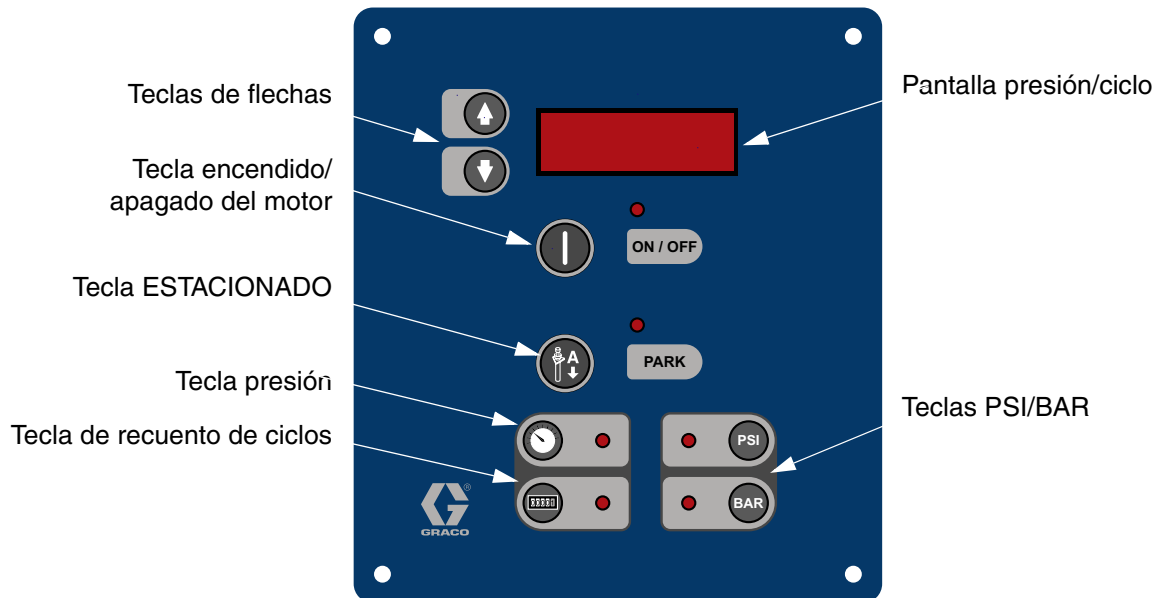 Teclas de flechas
Pantalla presión/ciclo
Tecla encendido/
apagado del motor
ON / OFF
Tecla ESTACIONADO
A
PARK
Tecla presión
Teclas PSI/BAR
PSI
Tecla de recuento de ciclos
BAR
®
GRACO